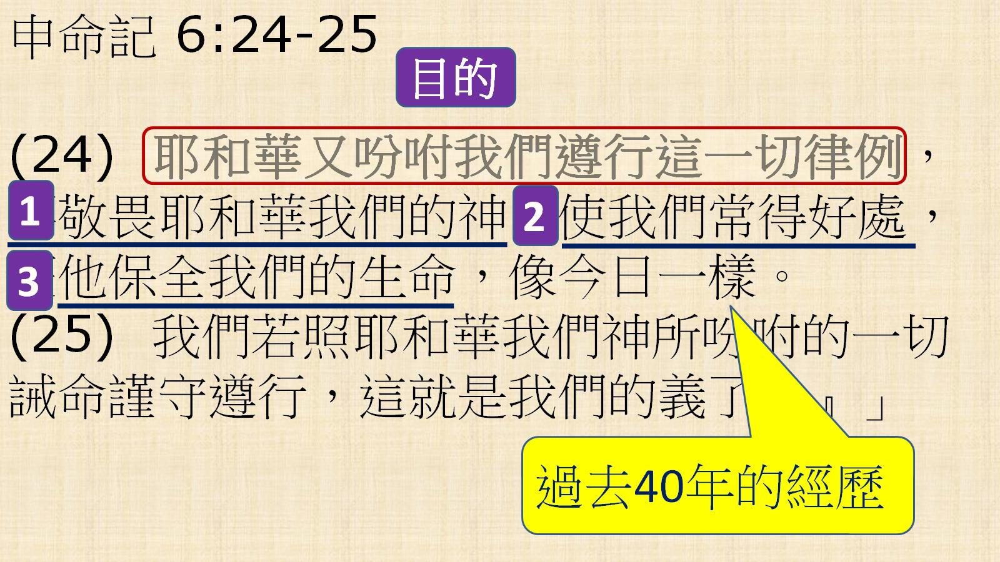 申命記 6:24-25
目的
(24) 耶和華又吩咐我們遵行這一切律例，
1 敬畏耶和華我們的神 2 使我們常得好處，
3 他保全我們的生命，像今日一樣。
(25) 我們若照耶和華我們神所吩咐的一切
誡命謹守遵行，這就是我們的義了』」
過去40年的經歷